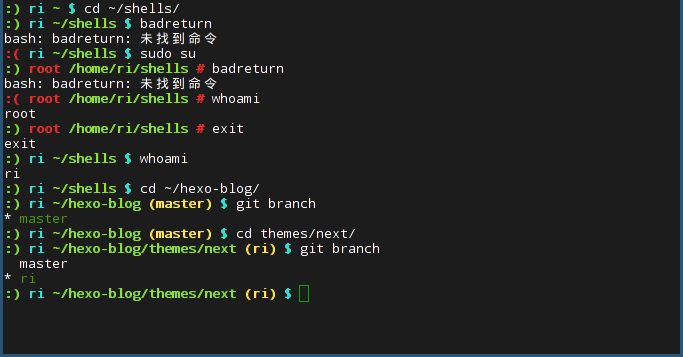 :) ri ~ $ cd ~/shells/
:) ri ~/shells $ badreturn
bash: badreturn: 未找到命令
:( ri ~/shells $ sudo su
:) root /home/ri/shells # badreturn
bash: badreturn: 未找到命令
:( root /home/ri/shells # whoami
root
:) root /home/ri/shells # exit
exit
:) ri ~/shells $ whoami
ri
:) ri ~/shells $ cd ~/hexo-blog/
:) ri ~/hexo-blog (master) $ git branch
* master
:) ri ~/hexo-blog (master) $ cd themes/next/
:) ri ~/hexo-blog/themes/next (ri) $ git branch
  master
* ri
:) ri ~/hexo-blog/themes/next (ri) $